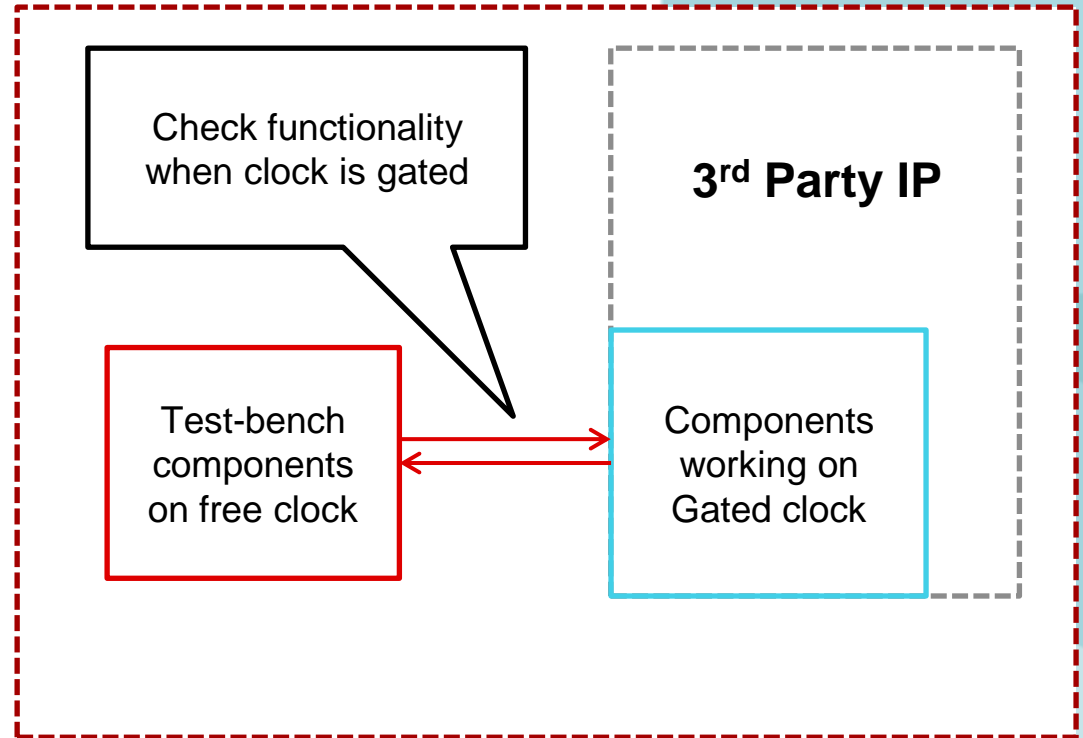 Check functionality
when clock is gated
3rd Party IP
Test-bench
components
on free clock
Components
working on
Gated clock